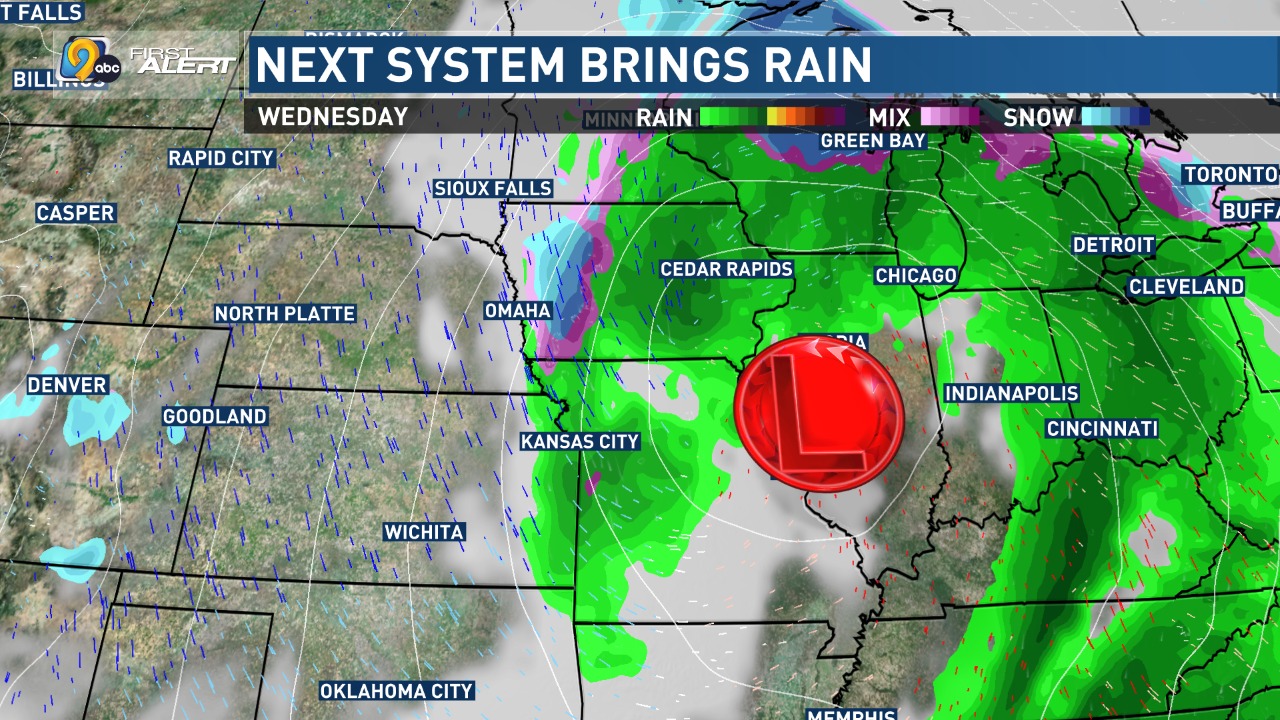 T FALLS
BISMARCK
BILLINGS
9 abc
FIRST ALERT
NEXT SYSTEM BRINGS RAIN
WEDNESDAY
RAIN
MIX
SNOW
GREEN BAY
RAPID CITY
TORONTO
SIOUX FALLS
CASPER
BUFFA
DETROIT
CEDAR RAPIDS
CHICAGO
CLEVELAND
NORTH PLATTE
OMAHA
L
DENVER
INDIANAPOLIS
GOODLAND
CINCINNATI
KANSAS CITY
WICHITA
OKLAHOMA CITY
MEMPHIS